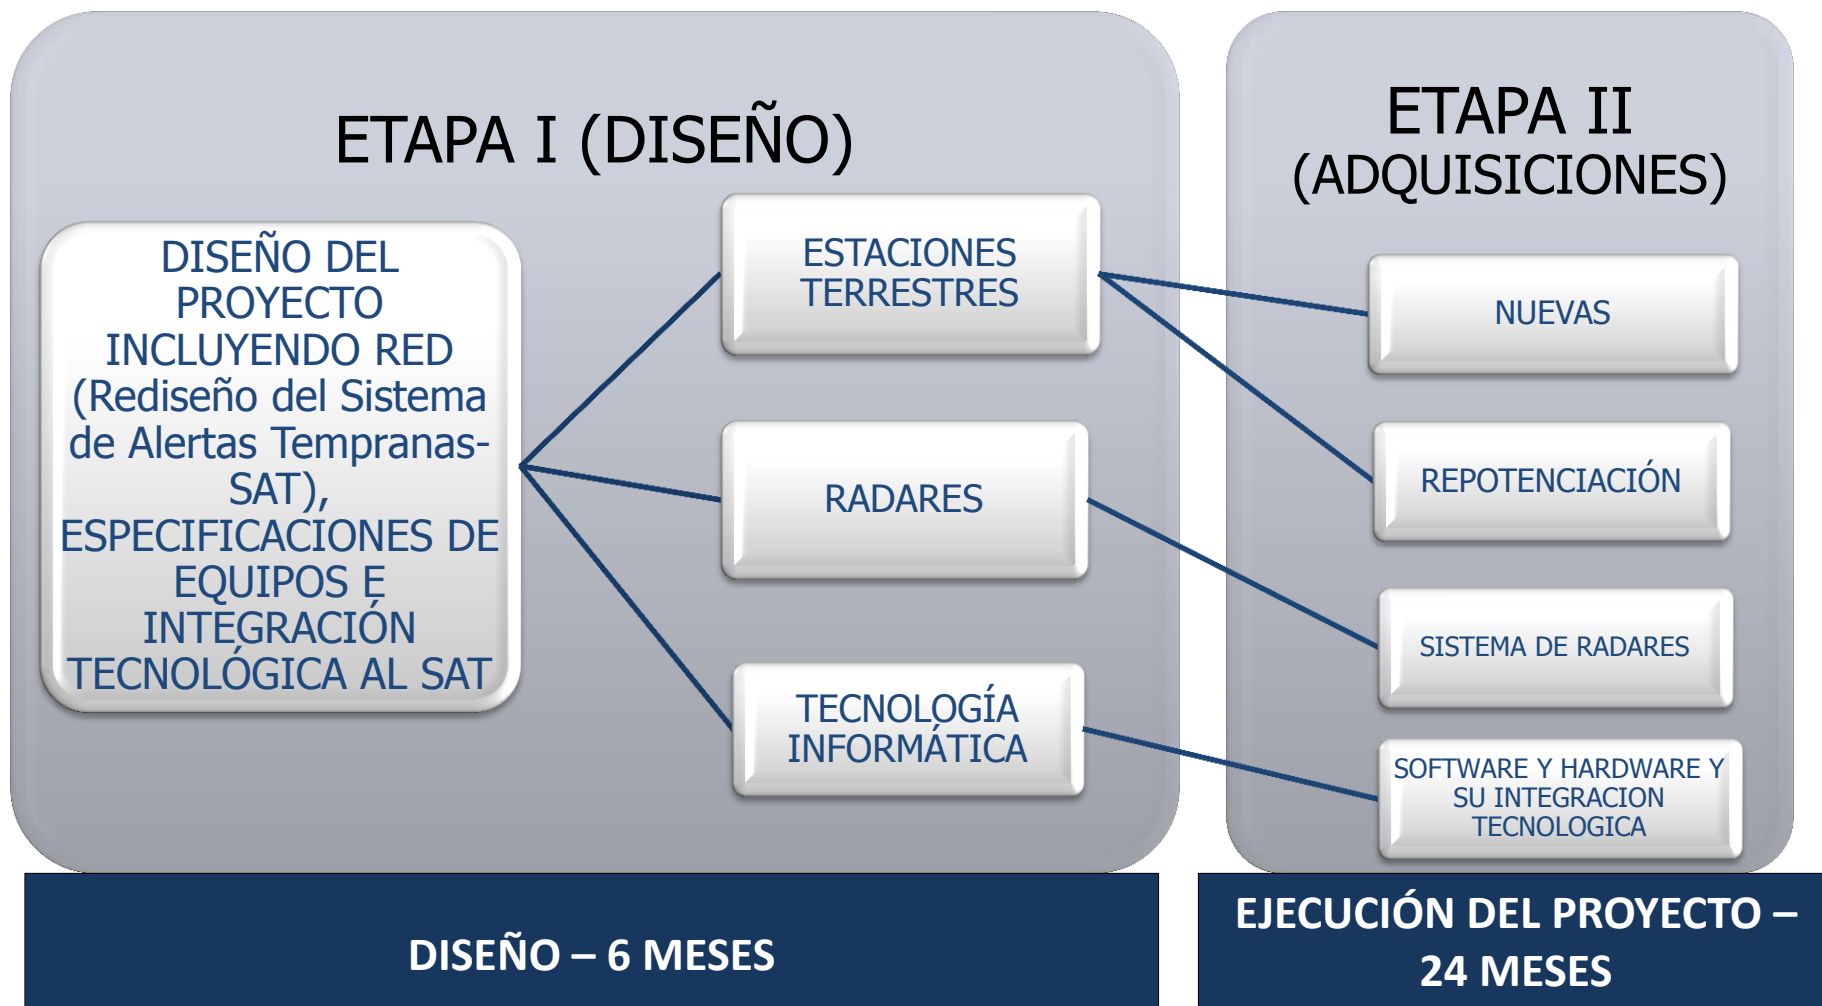 ETAPA I (DISEÑO)
DISEÑO DEL
PROYECTO
INCLUYENDO RED
(Rediseño del Sistema
de Alertas Tempranas-
SAT),
ESPECIFICACIONES DE
EQUIPOS E
INTEGRACIÓN
TECNOLÓGICA AL SAT
ESTACIONES
TERRESTRES
RADARES
TECNOLOGÍA
INFORMÁTICA
ETAPA II
(ADQUISICIONES)
NUEVAS
REPOTENCIACIÓN
SISTEMA DE RADARES
SOFTWARE Y HARDWARE Y
SU INTEGRACION
TECNOLOGICA
DISEÑO – 6 MESES
EJECUCIÓN DEL PROYECTO –
24 MESES